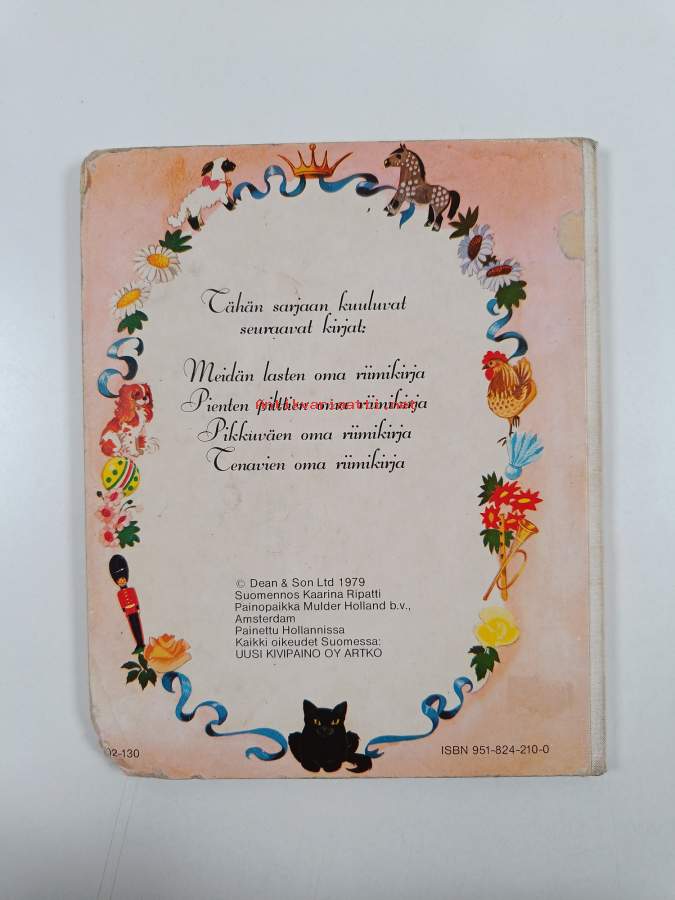 Tähän sarjaan kuuluvat
seuraavat kirjat:
Meidän lasten oma riimikirja
Pienten pilttien oma riimikirja
Pikkuväen oma riimikirja
Tenavien oma riimikirja
© Dean & Son Ltd 1979
Suomennos Kaarina Ripatti
Painopaikka Mulder Holland b.v.,
Amsterdam
Painettu Hollannissa
Kaikki oikeudet Suomessa:
UUSI KIVIPAINO OY ARTKO
02-130
ISBN 951-824-210-0